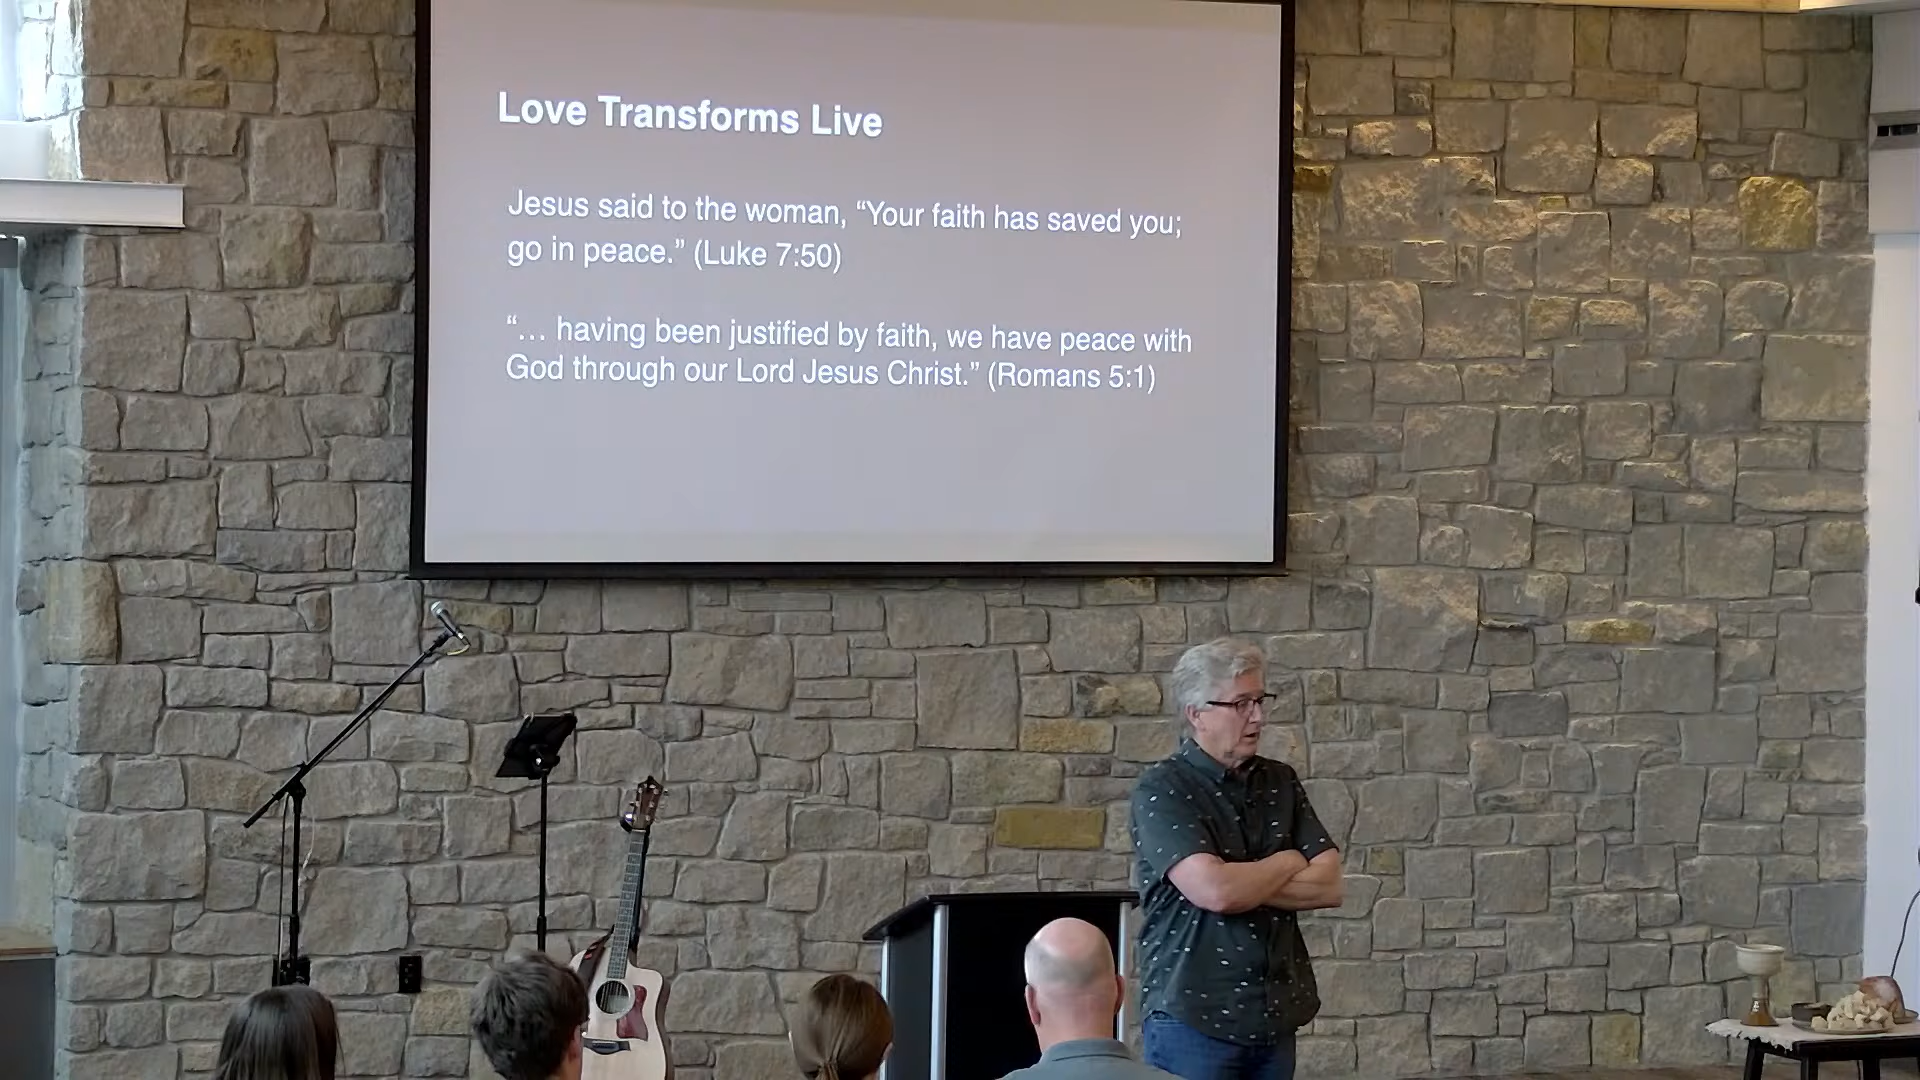 Love Transforms Live
Jesus said to the woman, “Your faith has saved you;
go in peace.” (Luke 7:50)
“… having been justified by faith, we have peace with
God through our Lord Jesus Christ.” (Romans 5:1)